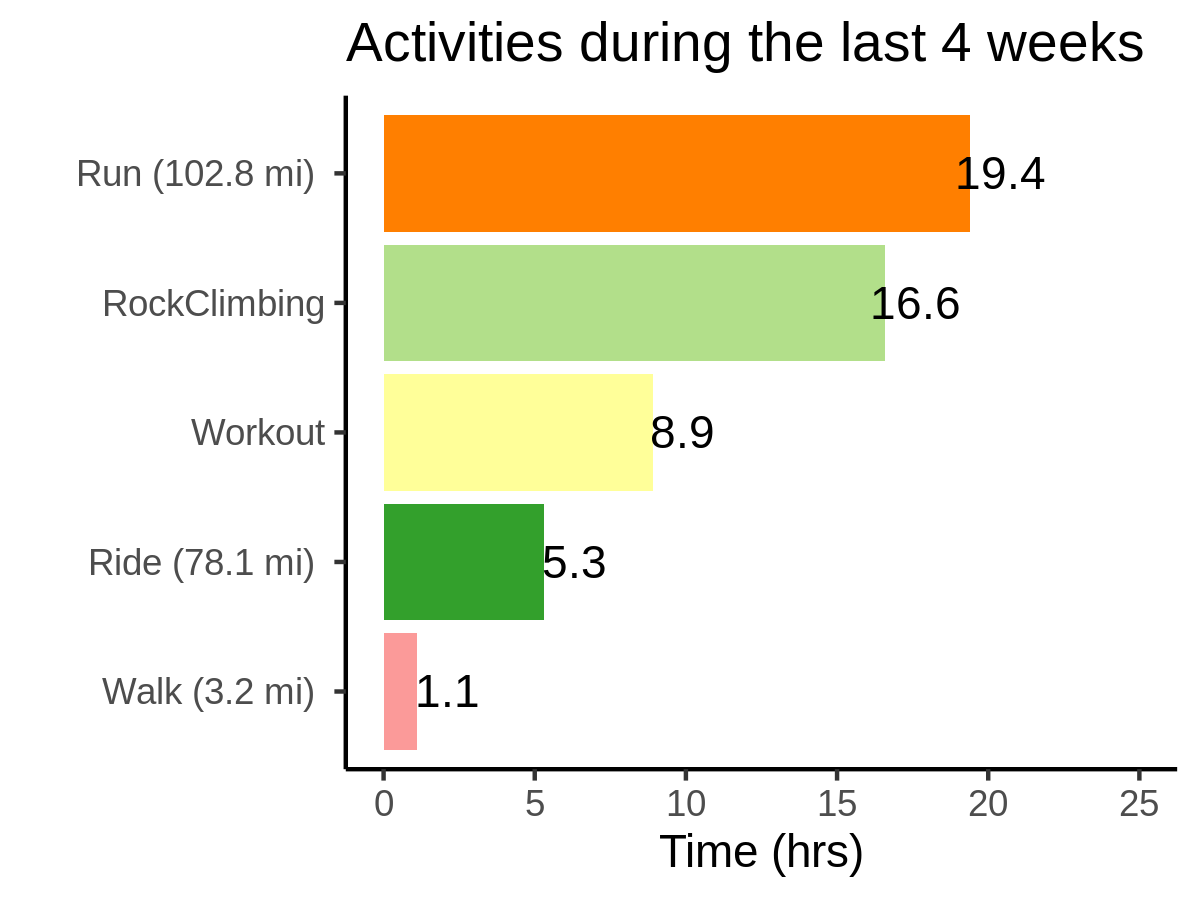 Activities during the last 4 weeks
Run (102.8 mi)
19.4
RockClimbing
16.6
Workout
8.9
Ride (78.1 mi)
5.3
Walk (3.2 mi)
1.1
0 5 10 15 20 25
Time (hrs)